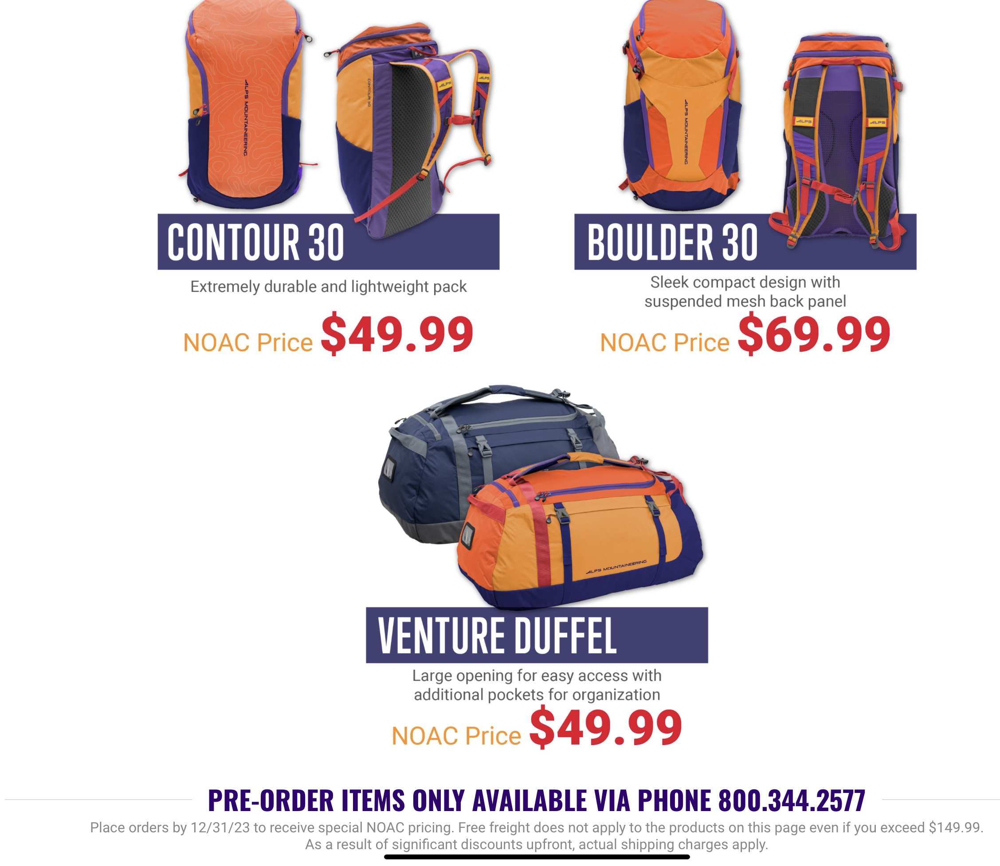 ALPS MOUNTAINEERING
CONTOUR 30
ALPS
ALPS
ALPS MOUNTAINEERING
ALPS
ALPS
CONTOUR 30
BOULDER 30
Extremely durable and lightweight pack
Sleek compact design with
suspended mesh back panel
NOAC Price $49.99
NOAC Price $69.99
ALPS MOUNTAINEERING
VENTURE DUFFEL
Large opening for easy access with
additional pockets for organization
NOAC Price $49.99
PRE-ORDER ITEMS ONLY AVAILABLE VIA PHONE 800.344.2577
Place orders by 12/31/23 to receive special NOAC pricing. Free freight does not apply to the products on this page even if you exceed $149.99.
As a result of significant discounts upfront, actual shipping charges apply.